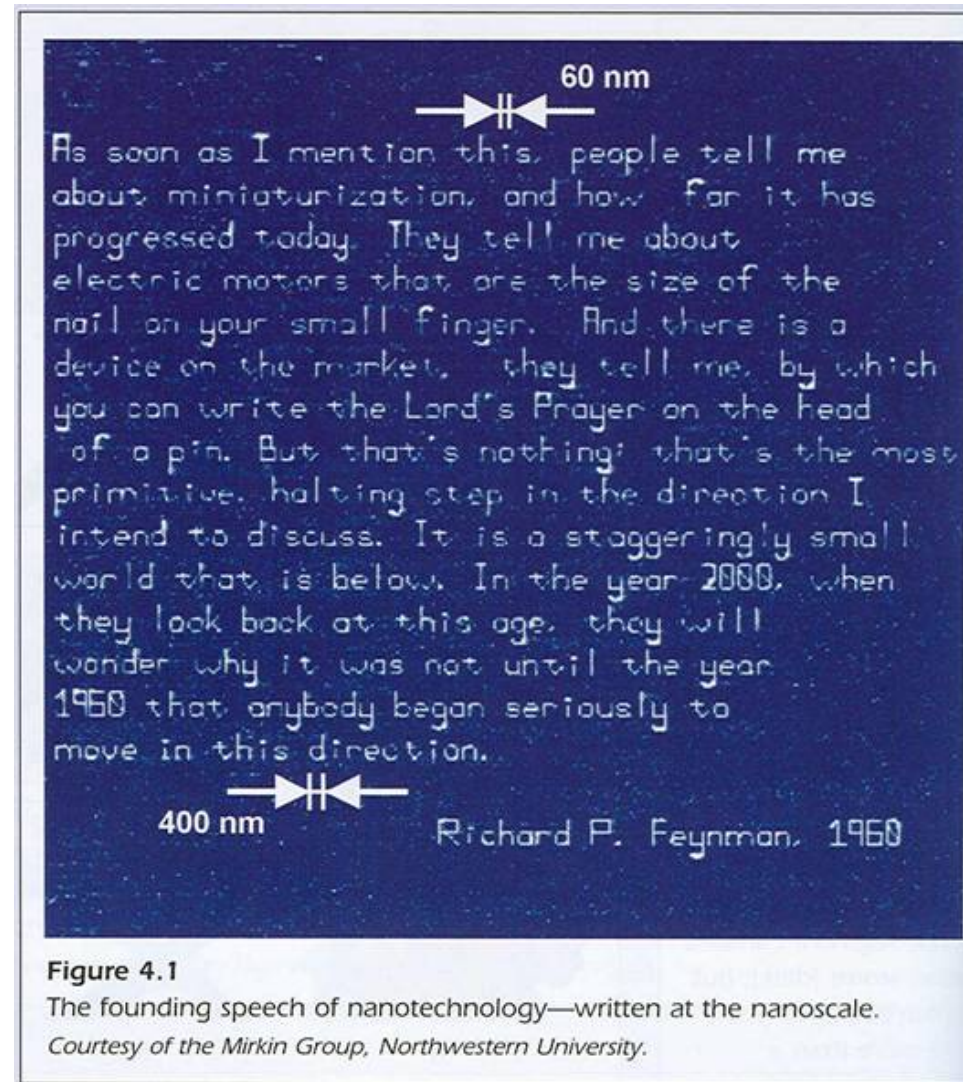 60 nm
As soon as I mention this, people tell me
about miniaturization, and how far it has
progressed today. They tell me about
electric motors that are the size of the
nail on your small finger. And there is a
device on the market, they tell me, by which
you can write the Lord's Prayer on the head
of a pin. But that's nothing; that's the most
primitive, halting step in the direction I
intend to discuss. It is a staggeringly small
world that is below. In the year 2000, when
they look back at this age, they will
wonder why it was not until the year
1960 that anybody began seriously to
move in this direction.
400 nm
Richard P. Feynman, 1960
Figure 4.1
The founding speech of nanotechnology—written at the nanoscale.
Courtesy of the Mirkin Group, Northwestern University.